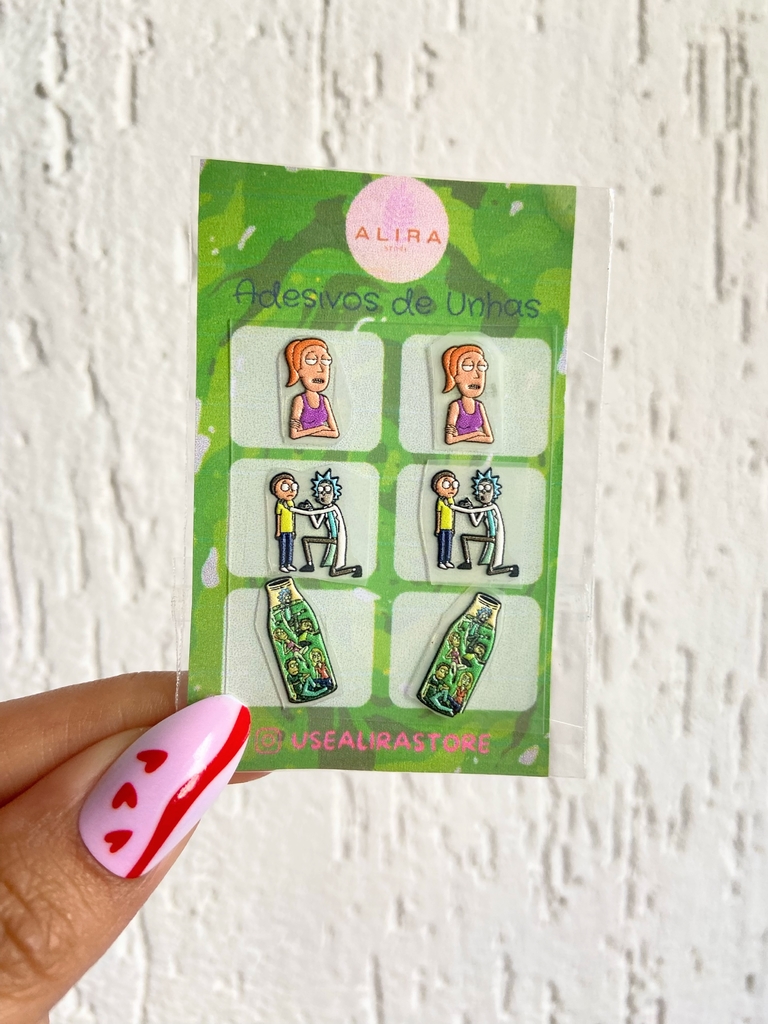 ALIRA
STORE
Adesivos de Unhas
USEALIRASTORE